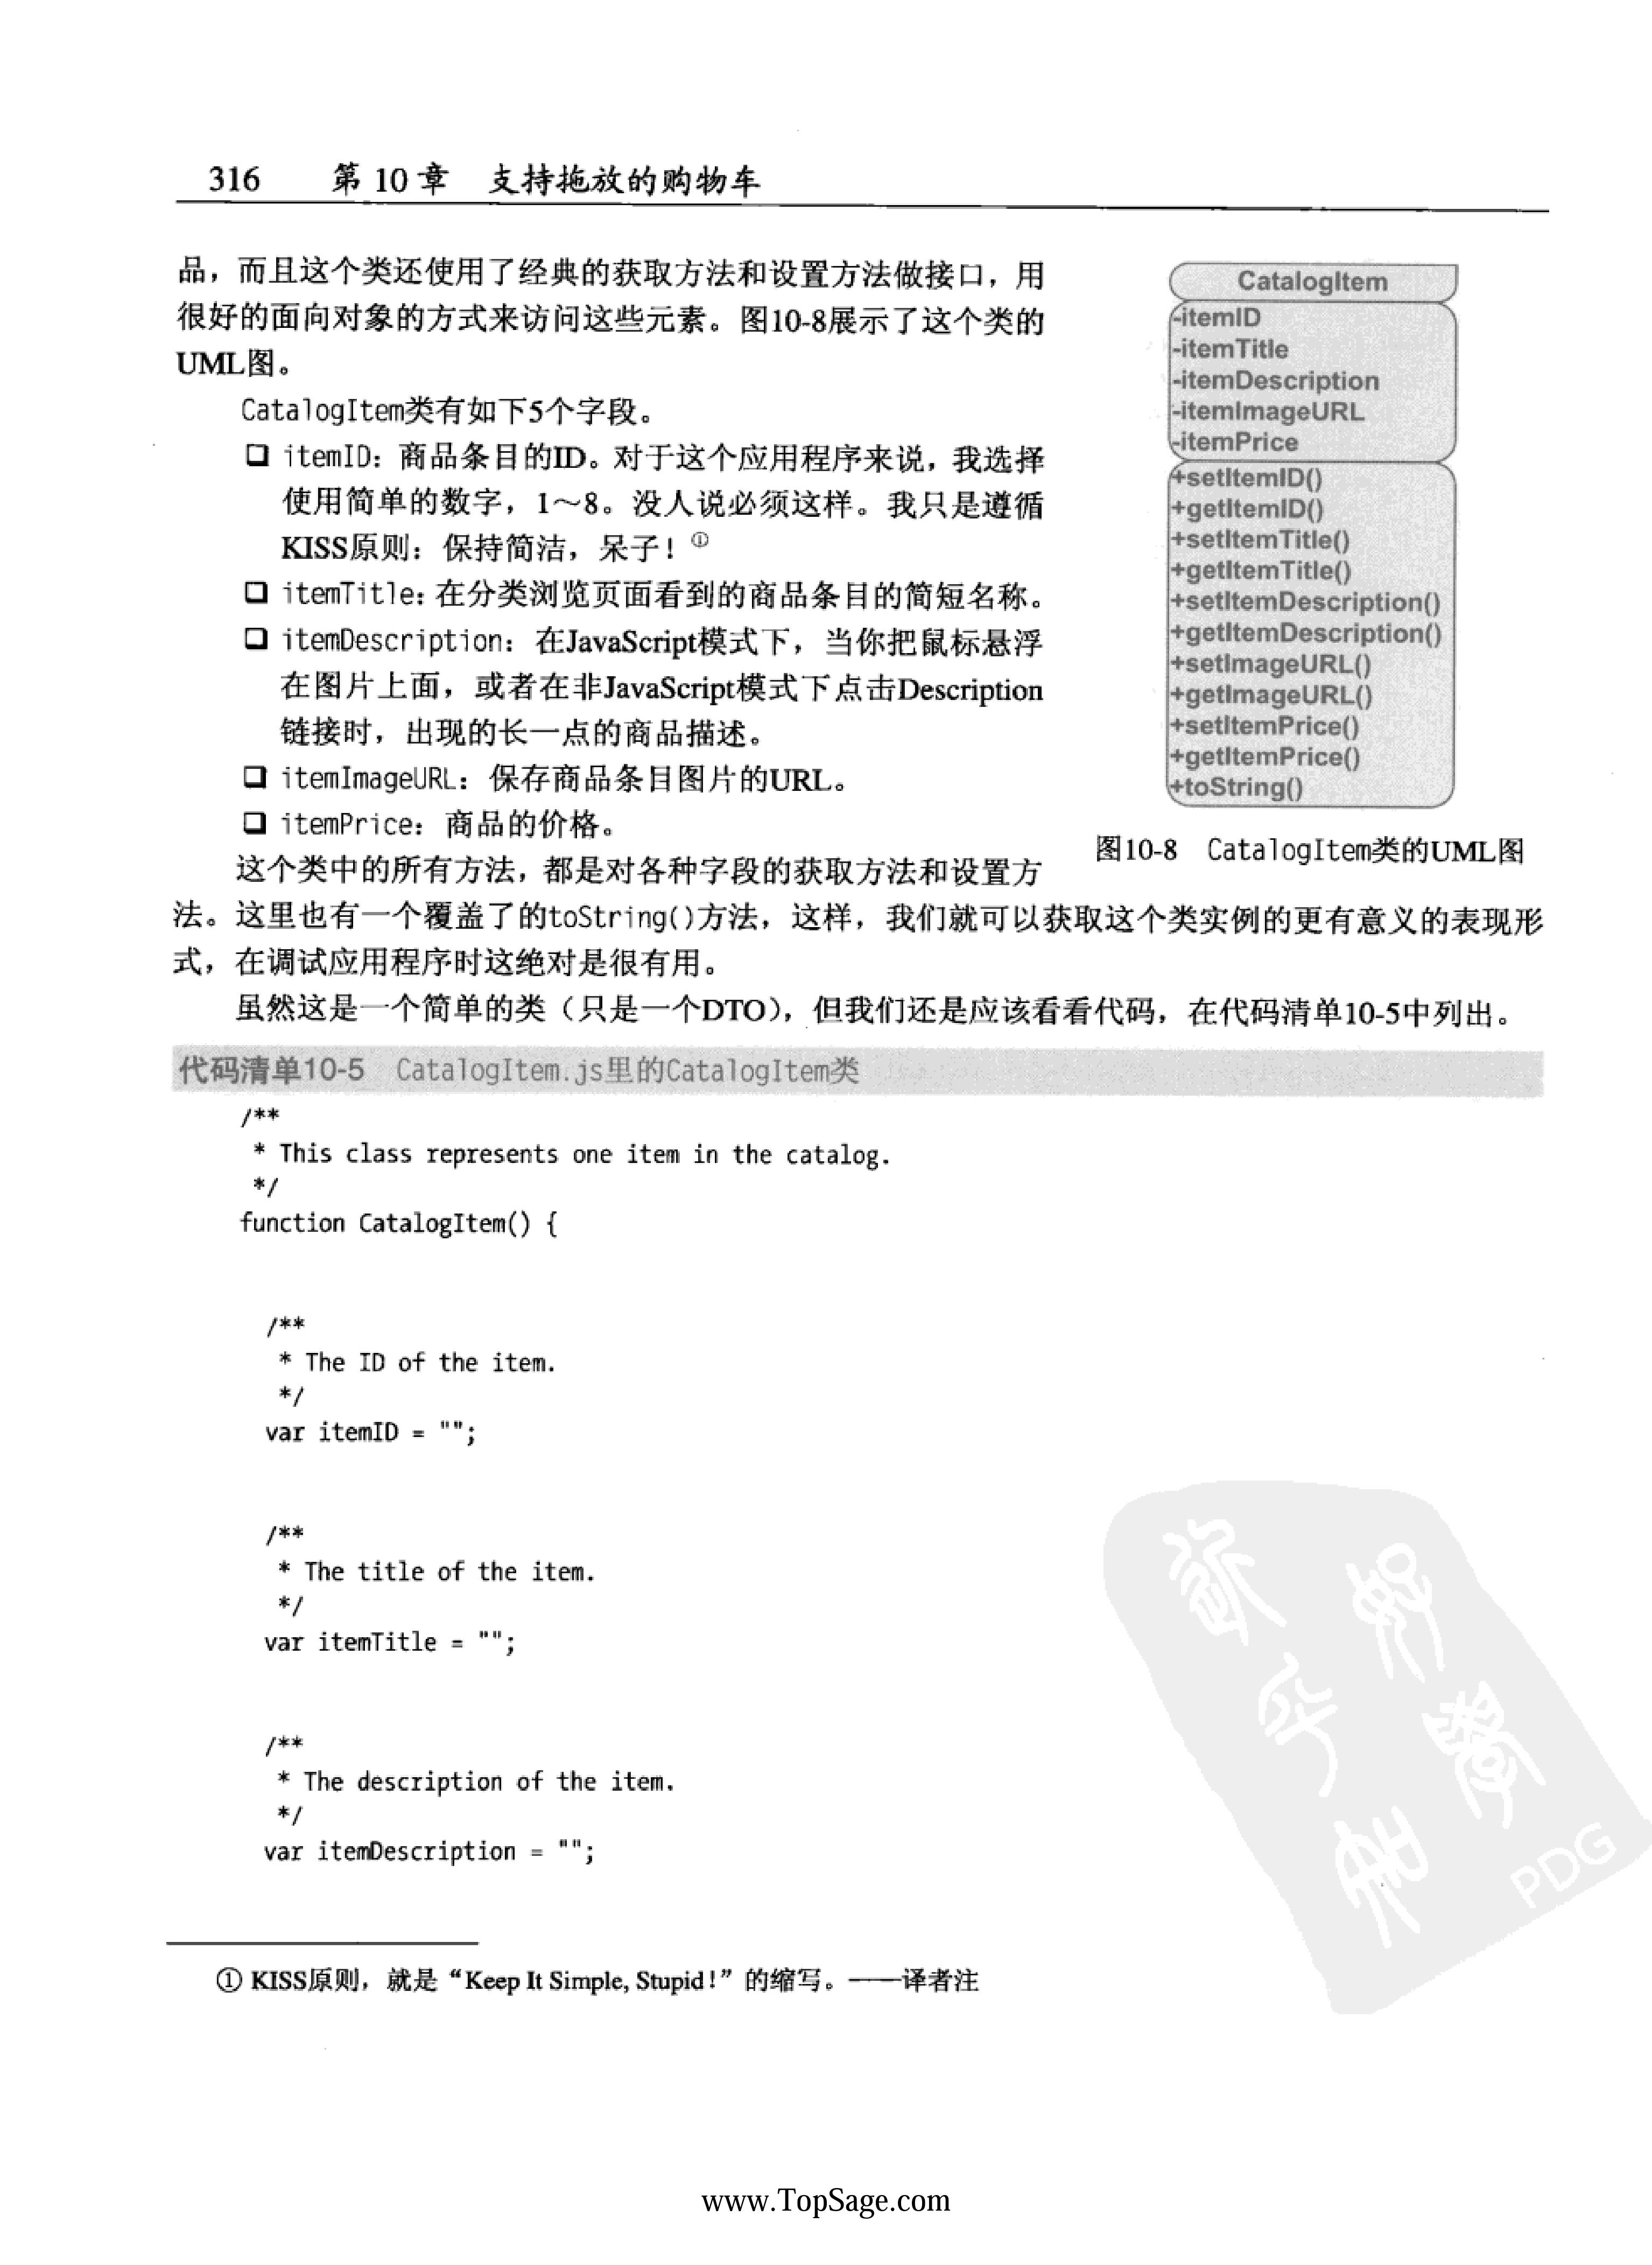 316 第 10 章 支持拖放的购物车
品，而且这个类还使用了经典的获取方法和设置方法做接口，用
很好的面向对象的方式来访问这些元素。图10-8展示了这个类的
UML图。
CatalogItem类有如下5个字段。
❑ itemID：商品条目的ID。对于这个应用程序来说，我选择
使用简单的数字，1～8。没人说必须这样。我只是遵循
KISS原则：保持简洁，呆子！①
❑ itemTitle：在分类浏览页面看到的商品条目的简短名称。
❑ itemDescription：在JavaScript模式下，当你把鼠标悬浮
在图片上面，或者在非JavaScript模式下点击Description
链接时，出现的长一点的商品描述。
❑ itemImageURL：保存商品条目图片的URL。
❑ itemPrice：商品的价格。
CatalogItem
-itemID
-itemTitle
-itemDescription
-itemImageURL
-itemPrice
+setItemID()
+getItemID()
+setItemTitle()
+getItemTitle()
+setItemDescription()
+getItemDescription()
+setImageURL()
+getImageURL()
+setItemPrice()
+getItemPrice()
+toString()
图10-8 CatalogItem类的UML图
这个类中的所有方法，都是对各种字段的获取方法和设置方
法。这里也有一个覆盖了的toString()方法，这样，我们就可以获取这个类实例的更有意义的表现形
式，在调试应用程序时这绝对是很有用。
虽然这是一个简单的类（只是一个DTO），但我们还是应该看看代码，在代码清单10-5中列出。
代码清单10-5 CatalogItem.js里的CatalogItem类
/**
* This class represents one item in the catalog.
*/
function CatalogItem() {
/**
* The ID of the item.
*/
var itemID = "";
/**
* The title of the item.
*/
var itemTitle = "";
/**
* The description of the item.
*/
var itemDescription = "";
PDG
① KISS原则，就是“Keep It Simple, Stupid!”的缩写。——译者注
www.TopSage.com